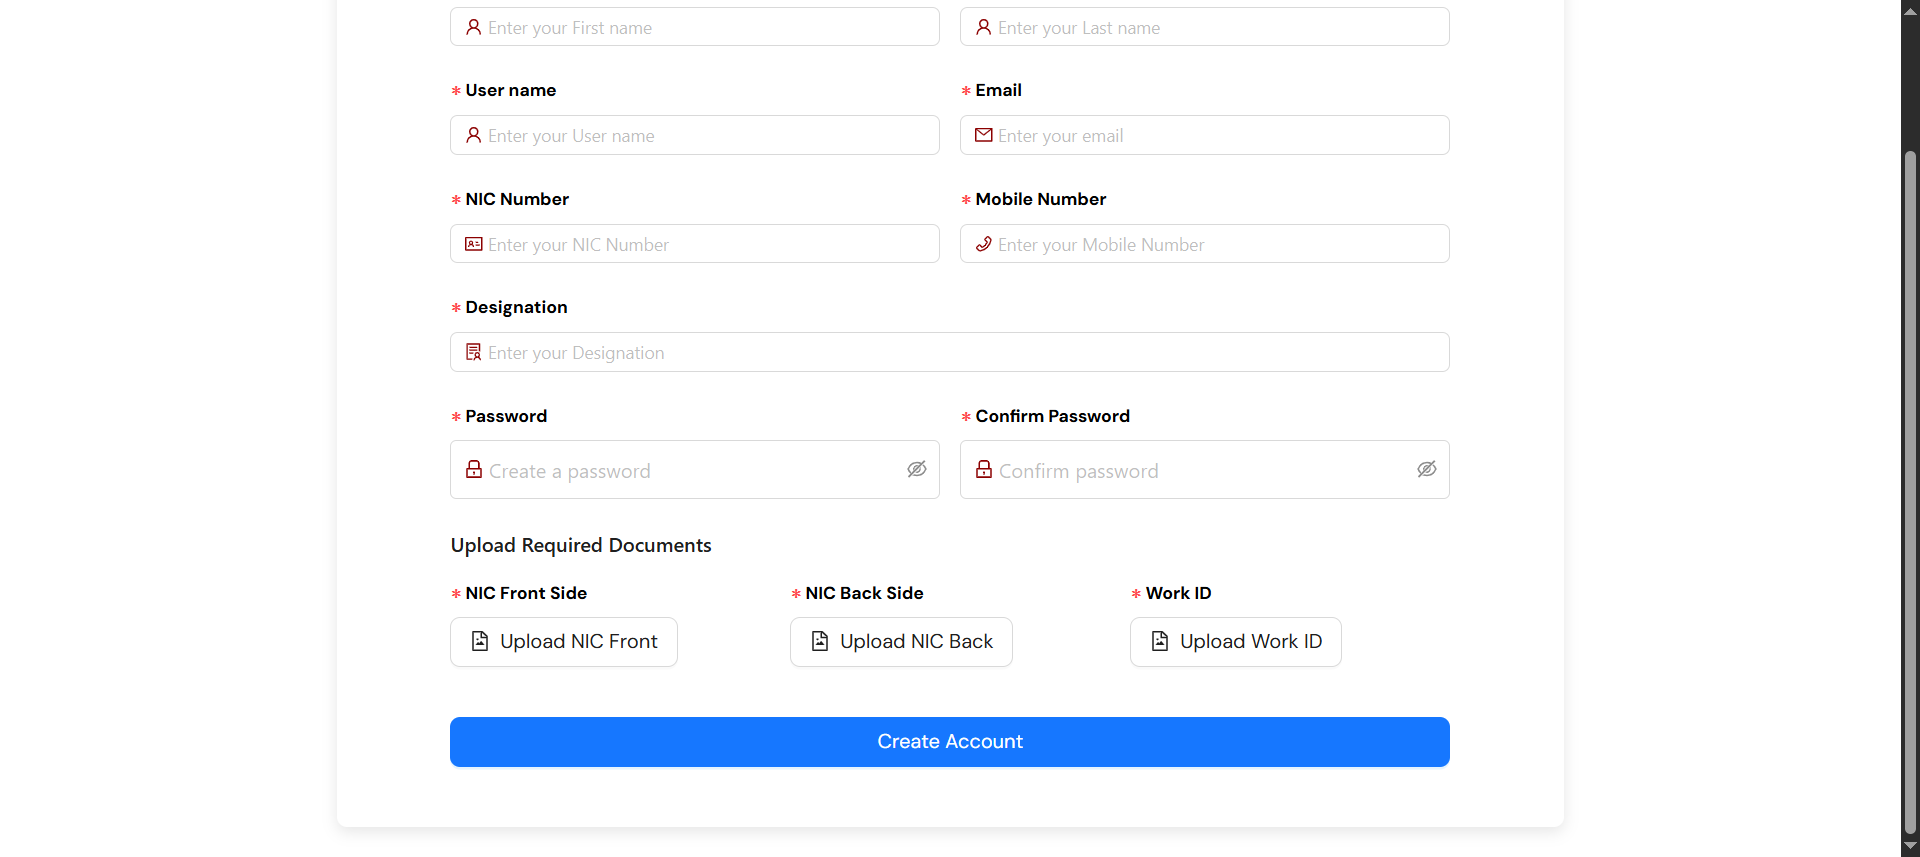 Enter your First name
Enter your Last name
* User name
* Email
Enter your User name
Enter your email
* NIC Number
* Mobile Number
Enter your NIC Number
Enter your Mobile Number
* Designation
Enter your Designation
* Password
* Confirm Password
Create a password
Confirm password
Upload Required Documents
* NIC Front Side
* NIC Back Side
* Work ID
Upload NIC Front
Upload NIC Back
Upload Work ID
Create Account